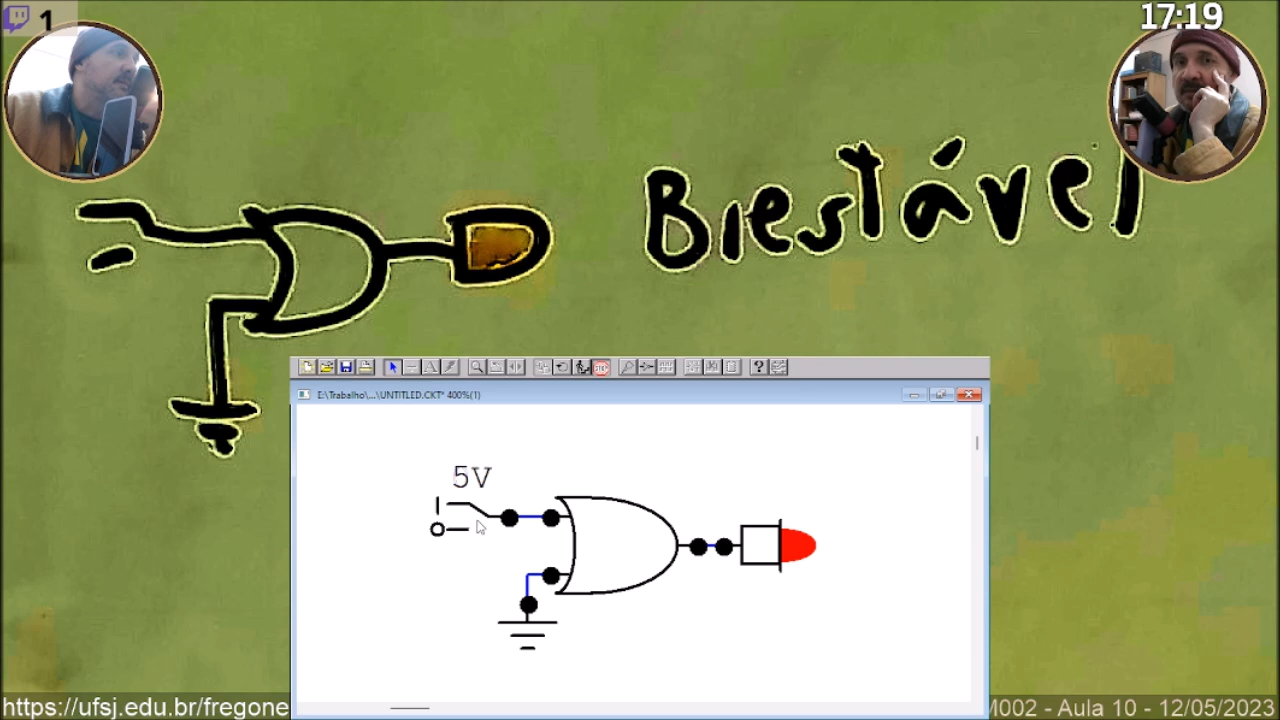 1
17:19
Biestável
E:\Trabalho\...\UNTITLED.CKT* 400%(1)
5V
https://ufsj.edu.br/fregone
M002 - Aula 10 - 12/05/2023